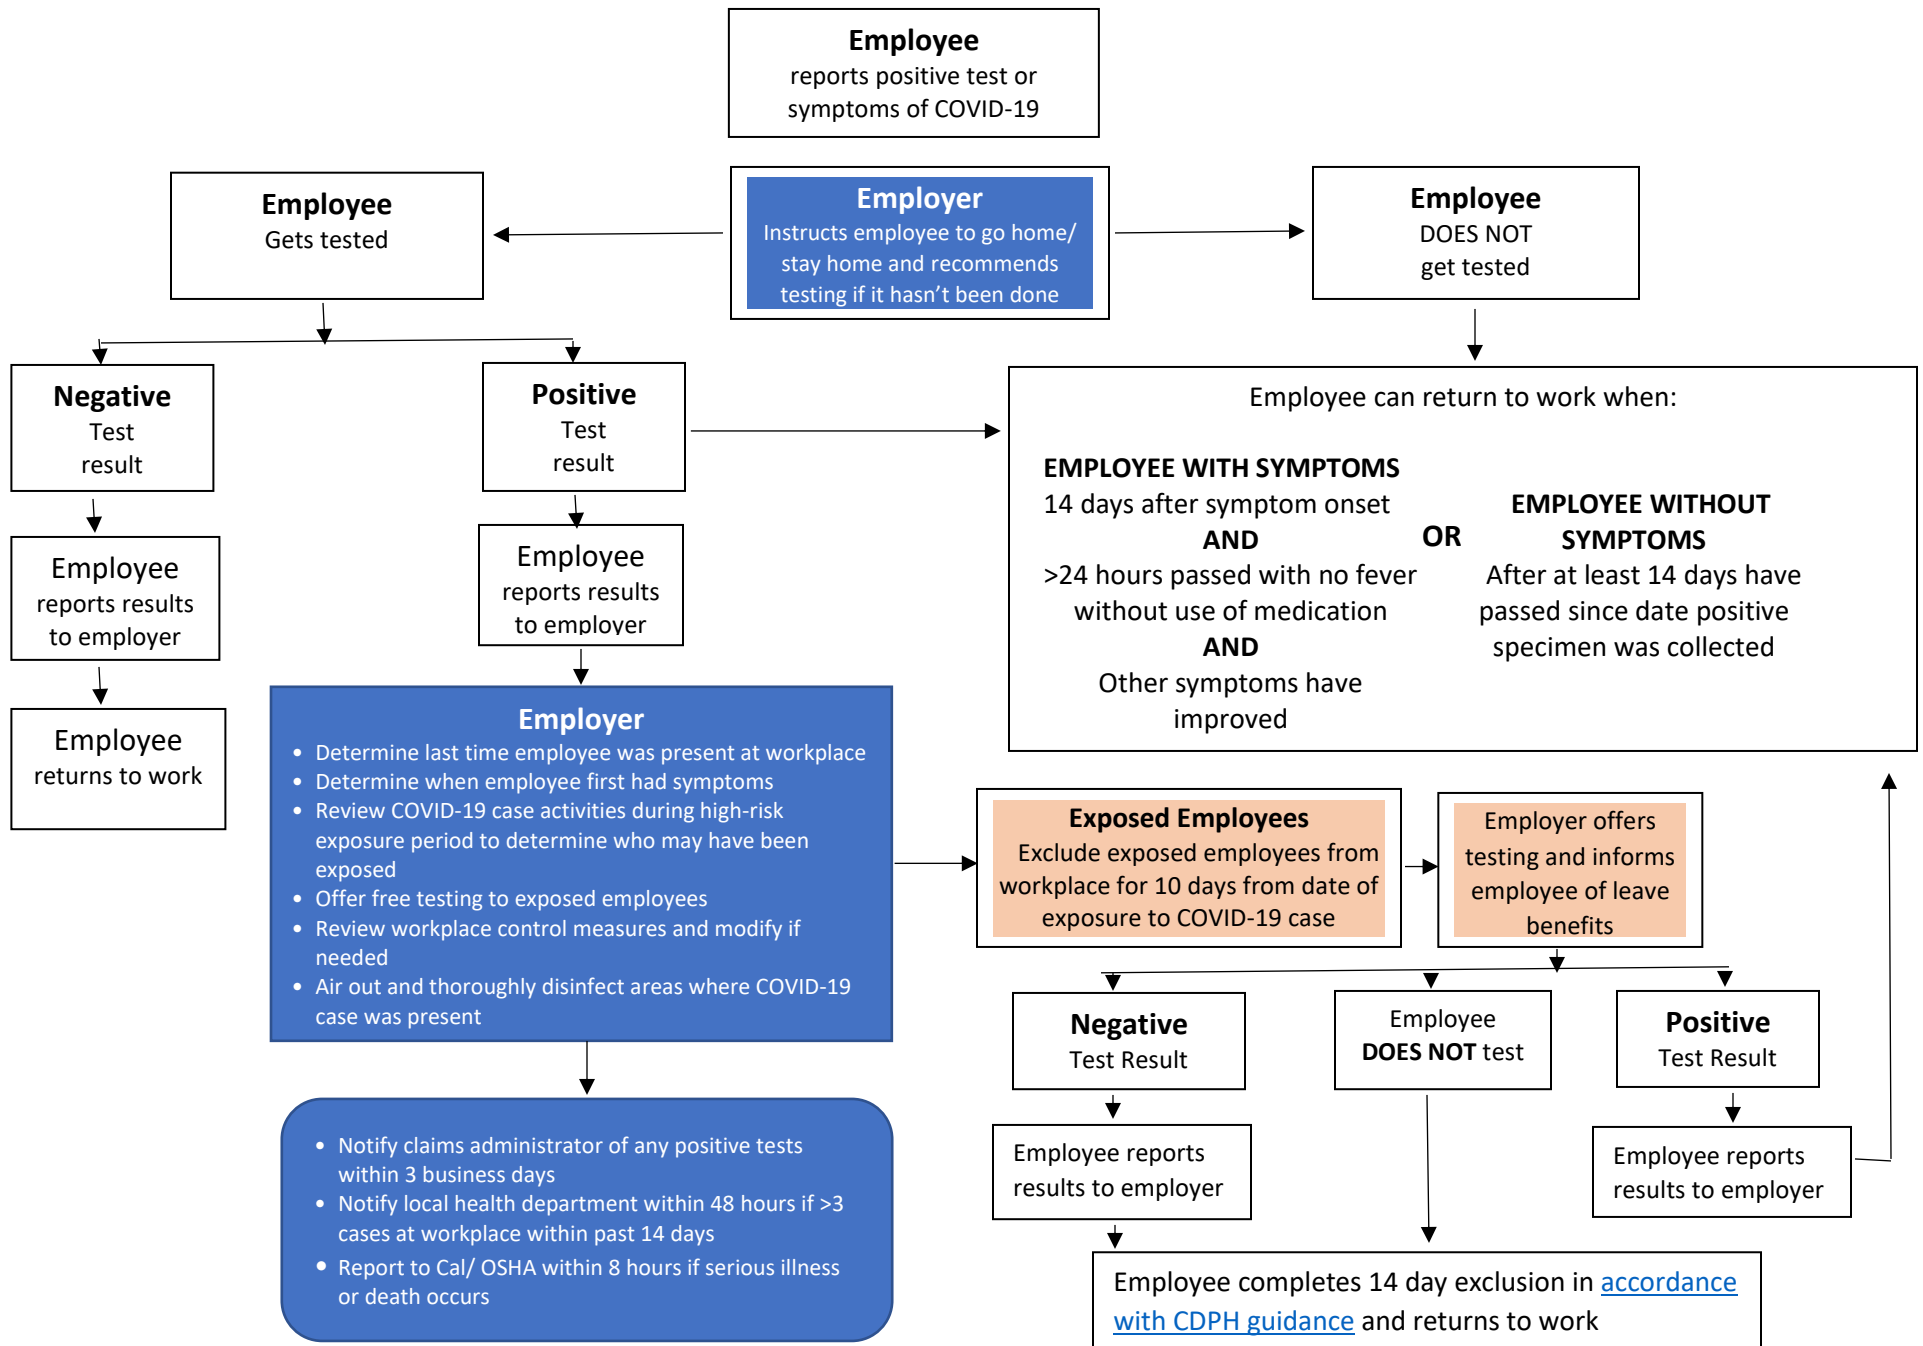 Employee
reports positive test or
symptoms of COVID-19
Employee
Gets tested
Employer
Instructs employee to go home/
stay home and recommends
testing if it hasn’t been done
Employee
DOES NOT
get tested
Negative
Test
result
Positive
Test
result
Employee can return to work when:
EMPLOYEE WITH SYMPTOMS
14 days after symptom onset
AND
>24 hours passed with no fever
without use of medication
AND
Other symptoms have
improved
OR
EMPLOYEE WITHOUT
SYMPTOMS
After at least 14 days have
passed since date positive
specimen was collected
Employee
reports results
to employer
Employee
reports results
to employer
Employee
returns to work
Employer
• Determine last time employee was present at workplace
• Determine when employee first had symptoms
• Review COVID-19 case activities during high-risk
exposure period to determine who may have been
exposed
• Offer free testing to exposed employees
• Review workplace control measures and modify if
needed
• Air out and thoroughly disinfect areas where COVID-19
case was present
Exposed Employees
Exclude exposed employees from
workplace for 10 days from date of
exposure to COVID-19 case
Employer offers
testing and informs
employee of leave
benefits
Negative
Test Result
Employee
DOES NOT test
Positive
Test Result
• Notify claims administrator of any positive tests
within 3 business days
• Notify local health department within 48 hours if >3
cases at workplace within past 14 days
• Report to Cal/ OSHA within 8 hours if serious illness
or death occurs
Employee reports
results to employer
Employee reports
results to employer
Employee completes 14 day exclusion in accordance
with CDPH guidance and returns to work